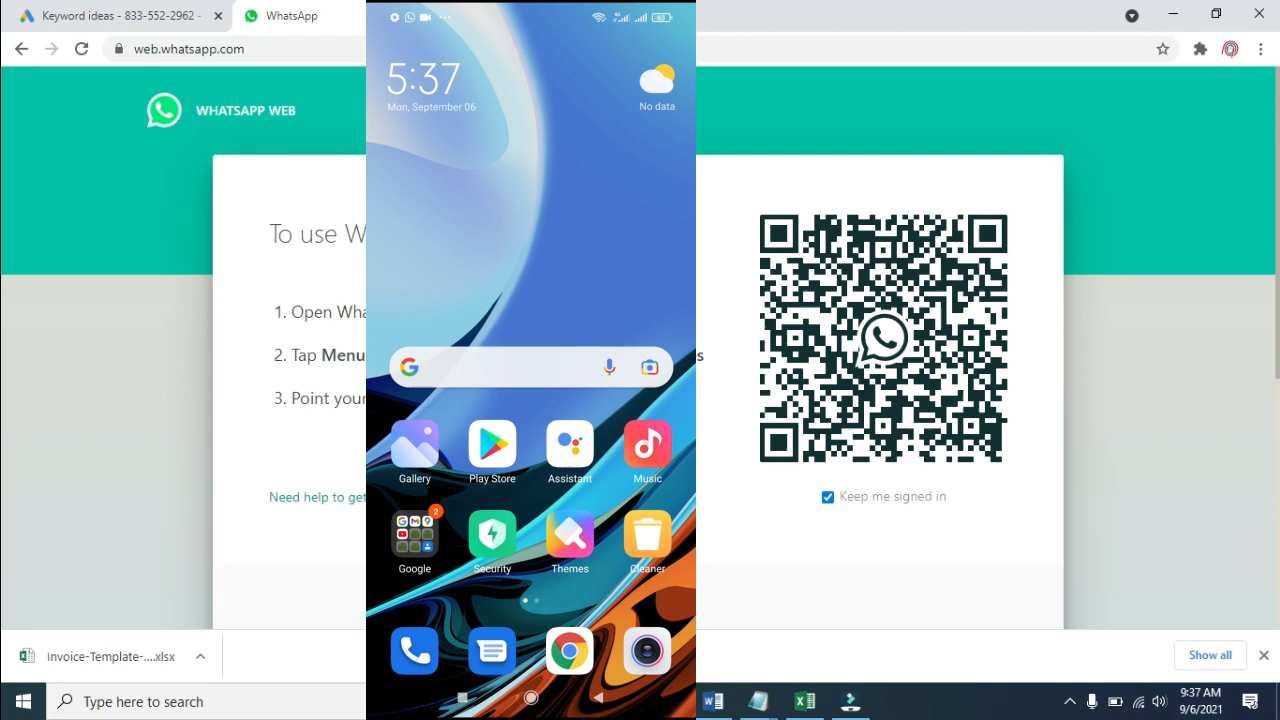 Keyword ideas - 833-552-2962 -
WhatsApp
web.whatsapp.com
WHATSAPP WEB
To use W
1. Open Wha
2. Tap Menu
s
3. Point your
Need help to get
Keep me signed in
4G
63
5:37
Mon, September 06
No data
Gallery
Play Store
Assistant
Music
2
Google
Security
Themes
Cleaner
Invoice-Template-....xlsx
Show all
Type here to search
9:37 AM
9/6/2021